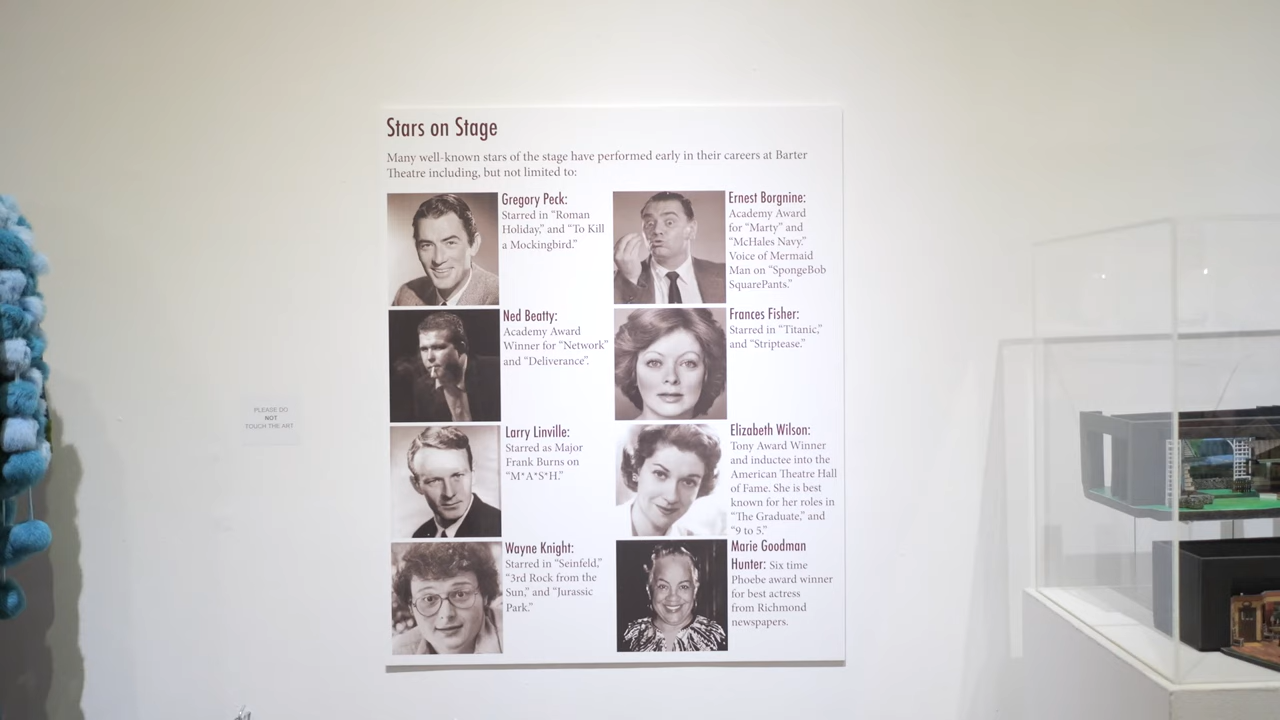 Stars on Stage
Many well-known stars of the stage have performed early in their careers at Barter
Theatre including, but not limited to:
Gregory Peck:
Starred in “Roman
Holiday,” and “To Kill
a Mockingbird.”
Ernest Borgnine:
Academy Award
for “Marty” and
“McHales Navy.”
Voice of Mermaid
Man on “SpongeBob
SquarePants.”
Ned Beatty:
Academy Award
Winner for “Network”
and “Deliverance”.
Frances Fisher:
Starred in “Titanic,”
and “Striptease.”
Larry Linville:
Starred as Major
Frank Burns on
“M*A*S*H.”
Elizabeth Wilson:
Tony Award Winner
and inductee into the
American Theatre Hall
of Fame. She is best
known for her roles in
“The Graduate,” and
“9 to 5.”
Wayne Knight:
Starred in “Seinfeld,”
“3rd Rock from the
Sun,” and “Jurassic
Park.”
Marie Goodman
Hunter: Six time
Phoebe award winner
for best actress
from Richmond
newspapers.
PLEASE DO
NOT
TOUCH THE ART